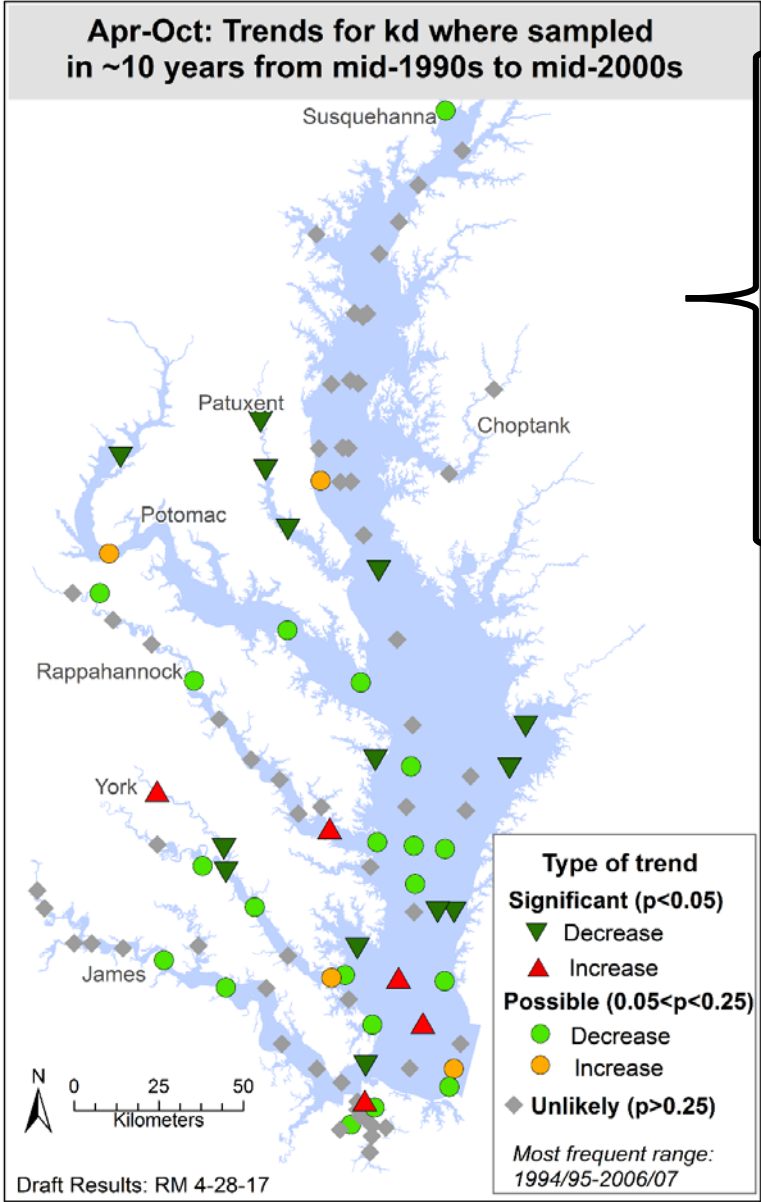 Apr-Oct: Trends for kd where sampled
in ~10 years from mid-1990s to mid-2000s
Susquehanna
Patuxent
Choptank
Potomac
Rappahannock
York
James
N
0 25 50
Kilometers
Type of trend
Significant (p<0.05)
Decrease
Increase
Possible (0.05<p<0.25)
Decrease
Increase
Unlikely (p>0.25)
Most frequent range:
1994/95-2006/07
Draft Results: RM 4-28-17